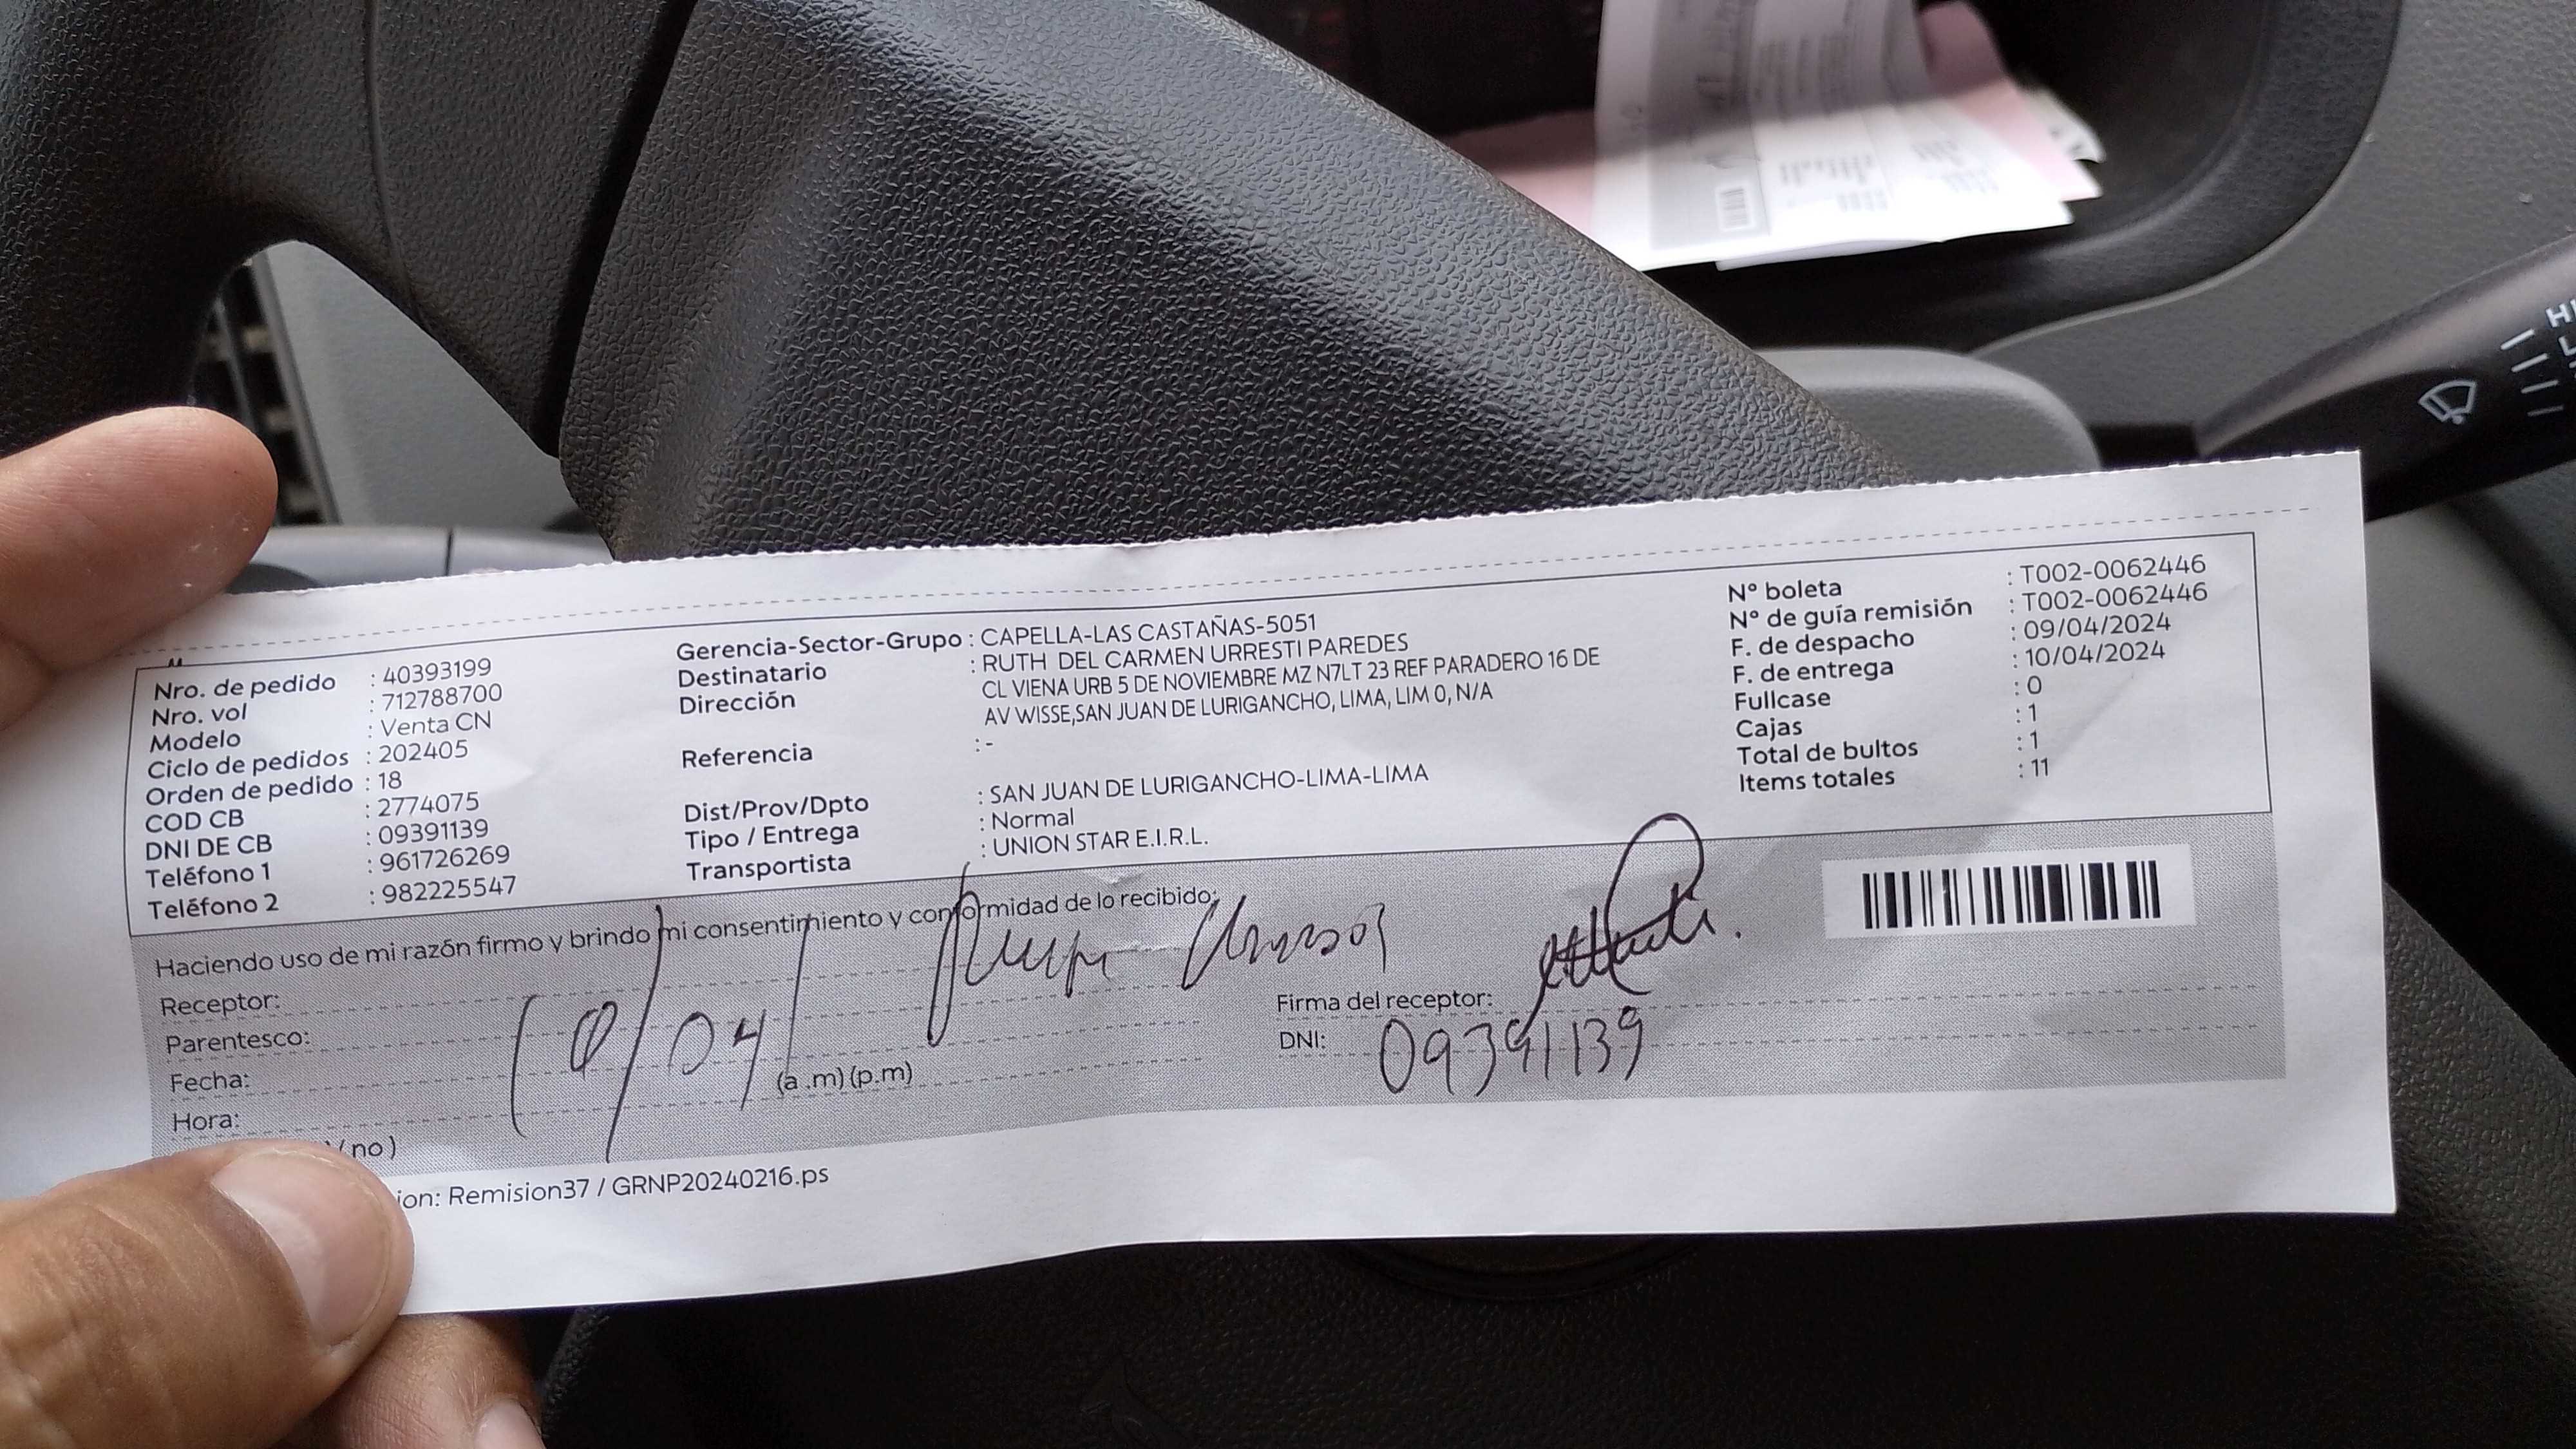 Nro. de pedido : 40393199
Nro. vol : 712788700
Modelo : Venta CN
Ciclo de pedidos : 202405
Orden de pedido : 18
COD CB : 2774075
DNI DE CB : 09391139
Teléfono 1 : 961726269
Teléfono 2 : 982225547
Gerencia-Sector-Grupo : CAPELLA-LAS CASTAÑAS-5051
Destinatario : RUTH DEL CARMEN URRESTI PAREDES
Dirección CL VIENA URB 5 DE NOVIEMBRE MZ N7LT 23 REF PARADERO 16 DE
AV WISSE,SAN JUAN DE LURIGANCHO, LIMA, LIM 0, N/A
Referencia : -
Dist/Prov/Dpto : SAN JUAN DE LURIGANCHO-LIMA-LIMA
Tipo / Entrega : Normal
Transportista : UNION STAR E.I.R.L.
Nº boleta : T002-0062446
Nº de guía remisión : T002-0062446
F. de despacho : 09/04/2024
F. de entrega : 10/04/2024
Fullcase : 0
Cajas : 1
Total de bultos : 1
Items totales : 11
Haciendo uso de mi razón firmo y brindo mi consentimiento y conformidad de lo recibido:
Receptor:
Parentesco:
Fecha: 10/04/
Hora: (a .m) (p.m)
Firma del receptor:
DNI: 09391139
/ no )
ion: Remision37 / GRNP20240216.ps
HI